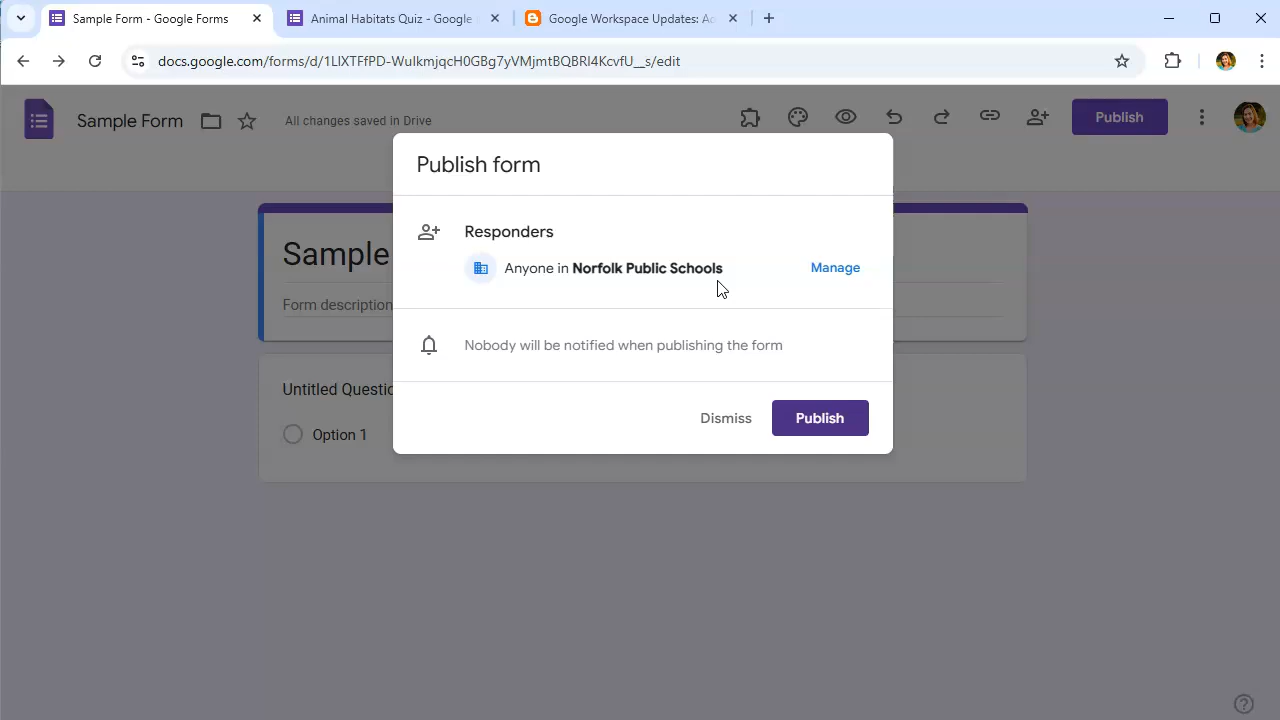 Sample Form - Google Forms
Animal Habitats Quiz - Google
Google Workspace Updates: Ac
docs.google.com/forms/d/1LlXTFfPD-WulkmjqcH0GBg7yVMjmtBQBRl4KcvfU__s/edit
Sample Form
All changes saved in Drive
Publish
Publish form
Sample
Responders
Anyone in Norfolk Public Schools
Manage
Form description
Nobody will be notified when publishing the form
Untitled Questio
Dismiss
Publish
Option 1